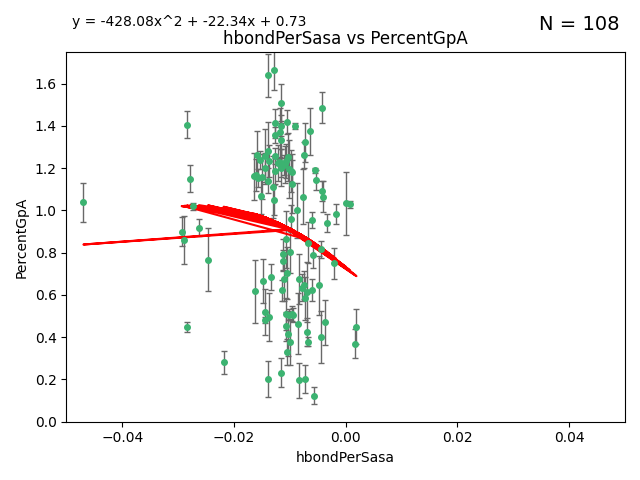 y = -428.08x^2 + -22.34x + 0.73
N = 108
hbondPerSasa vs PercentGpA
PercentGpA
1.6
1.4
1.2
1.0
0.8
0.6
0.4
0.2
0.0
−0.04
−0.02
0.00
0.02
0.04
hbondPerSasa